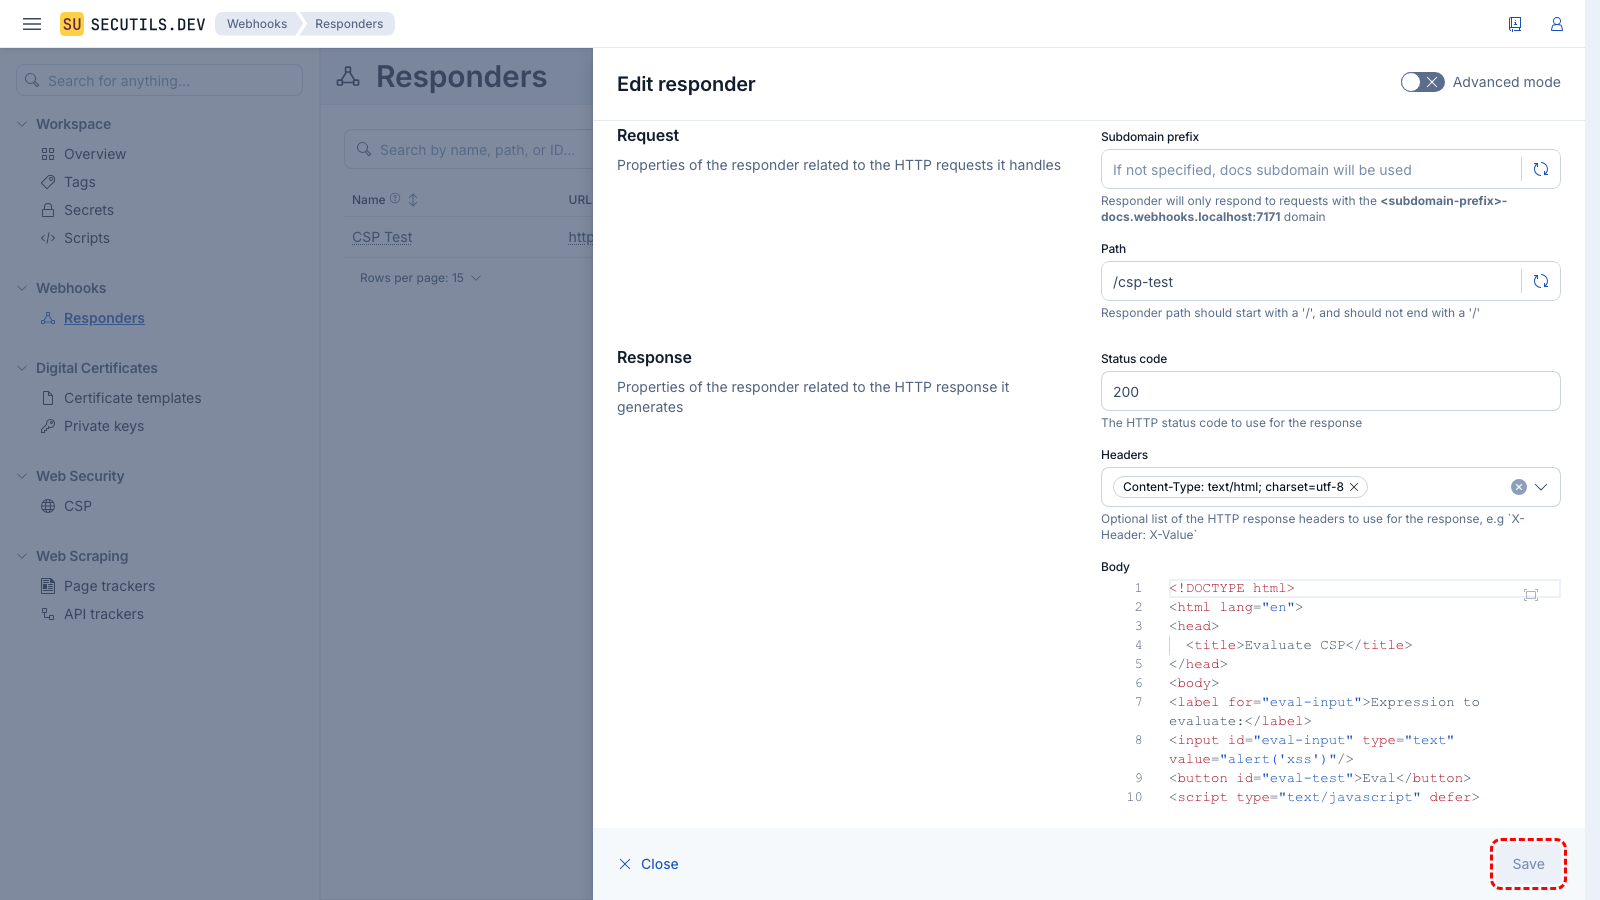 SU SECUTILS.DEV Webhooks Responders
Search for anything...
Workspace
Overview
Tags
Secrets
Scripts
Webhooks
Responders
Digital Certificates
Certificate templates
Private keys
Web Security
CSP
Web Scraping
Page trackers
API trackers
Responders
Search by name, path, or ID...
Name URL
CSP Test http
Rows per page: 15
Edit responder
Advanced mode
Request
Properties of the responder related to the HTTP requests it handles
Subdomain prefix
If not specified, docs subdomain will be used
Responder will only respond to requests with the <subdomain-prefix>-
docs.webhooks.localhost:7171 domain
Path
/csp-test
Responder path should start with a '/', and should not end with a '/'
Response
Properties of the responder related to the HTTP response it
generates
Status code
200
The HTTP status code to use for the response
Headers
Content-Type: text/html; charset=utf-8
Optional list of the HTTP response headers to use for the response, e.g `X-
Header: X-Value`
Body
1 <!DOCTYPE html>
2 <html lang="en">
3 <head>
4 <title>Evaluate CSP</title>
5 </head>
6 <body>
7 <label for="eval-input">Expression to
evaluate:</label>
8 <input id="eval-input" type="text"
value="alert('xss')"/>
9 <button id="eval-test">Eval</button>
10 <script type="text/javascript" defer>
Close
Save